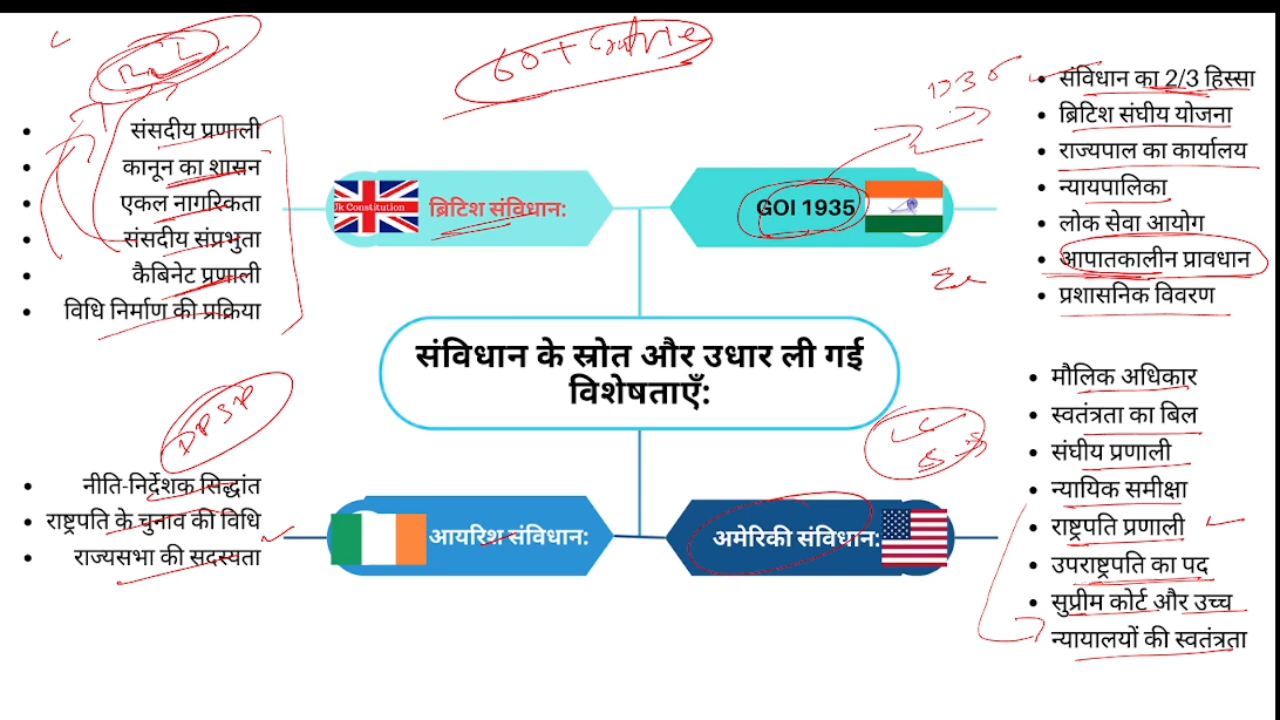 60+
संसदीय प्रणाली
कानून का शासन
एकल नागरिकता
संसदीय संप्रभुता
कैबिनेट प्रणाली
विधि निर्माण की प्रक्रिया
Uk Constitution
ब्रिटिश संविधान:
GOI 1935
1936
संविधान का 2/3 हिस्सा
ब्रिटिश संघीय योजना
राज्यपाल का कार्यालय
न्यायपालिका
लोक सेवा आयोग
आपातकालीन प्रावधान
प्रशासनिक विवरण
संविधान के स्रोत और उधार ली गई
विशेषताएँ:
DPSP
नीति-निर्देशक सिद्धांत
राष्ट्रपति के चुनाव की विधि
राज्यसभा की सदस्यता
आयरिश संविधान:
अमेरिकी संविधान:
मौलिक अधिकार
स्वतंत्रता का बिल
संघीय प्रणाली
न्यायिक समीक्षा
राष्ट्रपति प्रणाली
उपराष्ट्रपति का पद
सुप्रीम कोर्ट और उच्च
न्यायालयों की स्वतंत्रता